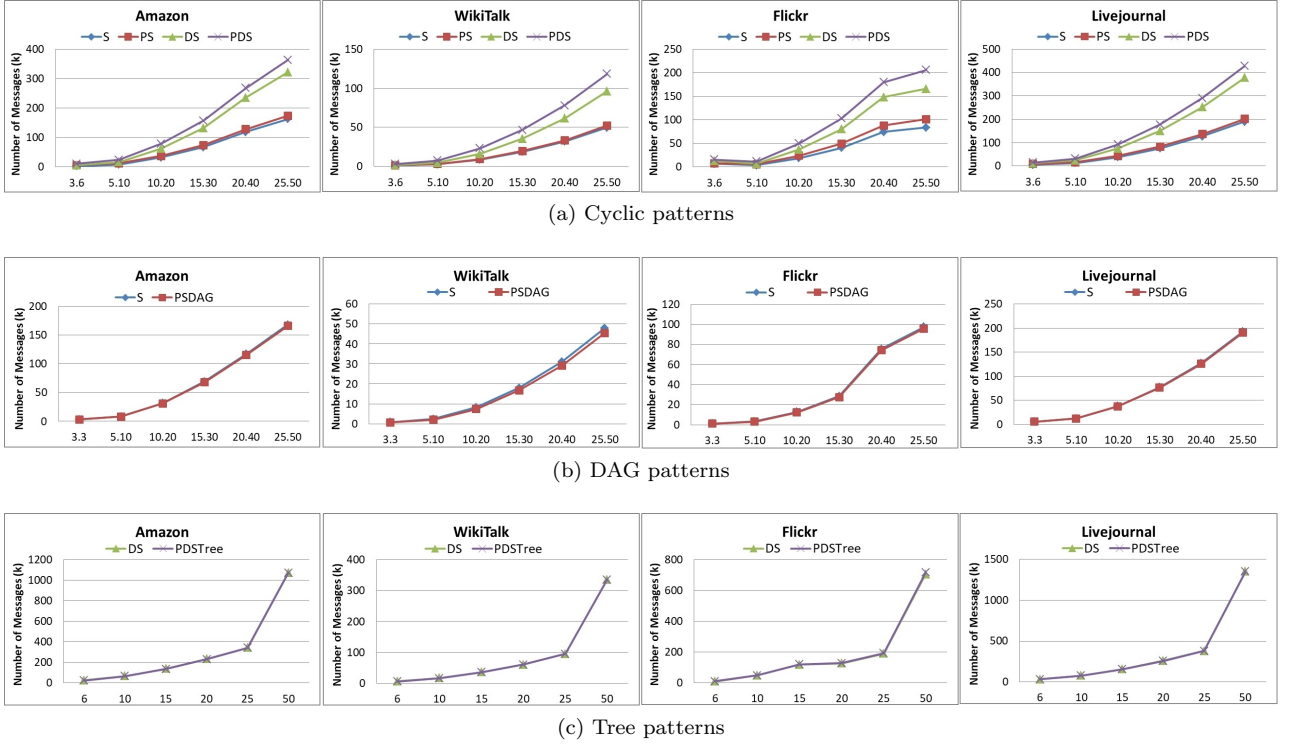 Amazon
S PS DS PDS
Number of Messages (k)
400
300
200
100
0
3.6 5.10 10.20 15.30 20.40 25.50
WikiTalk
S PS DS PDS
Number of Messages (k)
150
100
50
0
3.6 5.10 10.20 15.30 20.40 25.50
Flickr
S PS DS PDS
Number of Messages (k)
250
200
150
100
50
0
3.6 5.10 10.20 15.30 20.40 25.50
Livejournal
S PS DS PDS
Number of Messages (k)
500
400
300
200
100
0
3.6 5.10 10.20 15.30 20.40 25.50
(a) Cyclic patterns
Amazon
S PSDAG
Number of Messages (k)
200
150
100
50
0
3.3 5.10 10.20 15.30 20.40 25.50
WikiTalk
S PSDAG
Number of Messages (k)
60
50
40
30
20
10
0
3.3 5.10 10.20 15.30 20.40 25.50
Flickr
S PSDAG
Number of Messages (k)
120
100
80
60
40
20
0
3.3 5.10 10.20 15.30 20.40 25.50
Livejournal
S PSDAG
Number of Messages (k)
250
200
150
100
50
0
3.3 5.10 10.20 15.30 20.40 25.50
(b) DAG patterns
Amazon
DS PDSTree
Number of Messages (k)
1200
1000
800
600
400
200
0
6 10 15 20 25 50
WikiTalk
DS PDSTree
Number of Messages (k)
400
300
200
100
0
6 10 15 20 25 50
Flickr
DS PDSTree
Number of Messages (k)
800
600
400
200
0
6 10 15 20 25 50
Livejournal
DS PDSTree
Number of Messages (k)
1500
1000
500
0
6 10 15 20 25 50
(c) Tree patterns